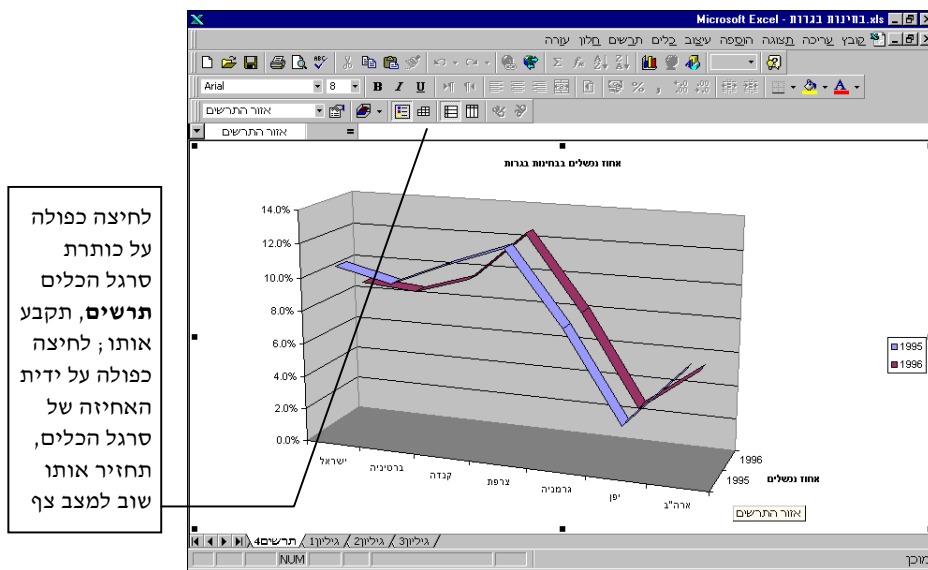 Microsoft Excel - בחינות בגרות.xls
קובץ עריכה תצוגה הוספה עיצוב כלים תרשים חלון עזרה
Arial 8 B I U
אזור התרשים
אזור התרשים =
אחוז נכשלים בבחינות בגרות
14.0%
12.0%
10.0%
8.0%
6.0%
4.0%
2.0%
0.0%
ישראל
ברטיניה
קנדה
צרפת
גרמניה
יפן
ארה"ב
1996
1995
אחוז נכשלים
אזור התרשים
1995
1996
תרשים4 גיליון1 גיליון2 גיליון3
NUM
מוכן
לחיצה כפולה
על כותרת
סרגל הכלים
תרשים, תקבע
אותו; לחיצה
כפולה על ידית
האחיזה של
סרגל הכלים,
תחזיר אותו
שוב למצב צף